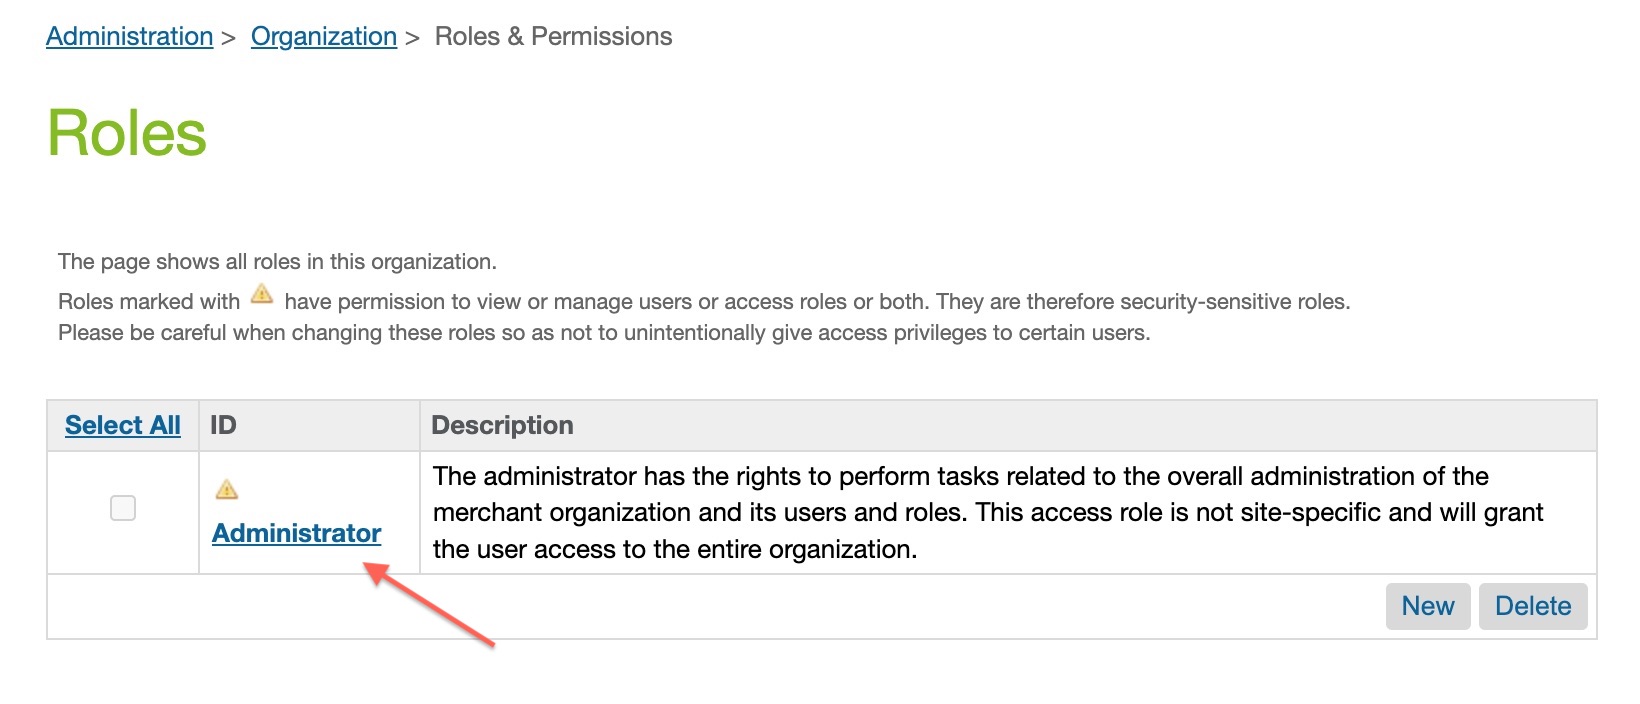 Administration > Organization > Roles & Permissions
Roles
The page shows all roles in this organization.
Roles marked with have permission to view or manage users or access roles or both. They are therefore security-sensitive roles.
Please be careful when changing these roles so as not to unintentionally give access privileges to certain users.
Select All ID Description
Administrator
The administrator has the rights to perform tasks related to the overall administration of the
merchant organization and its users and roles. This access role is not site-specific and will grant
the user access to the entire organization.
New Delete